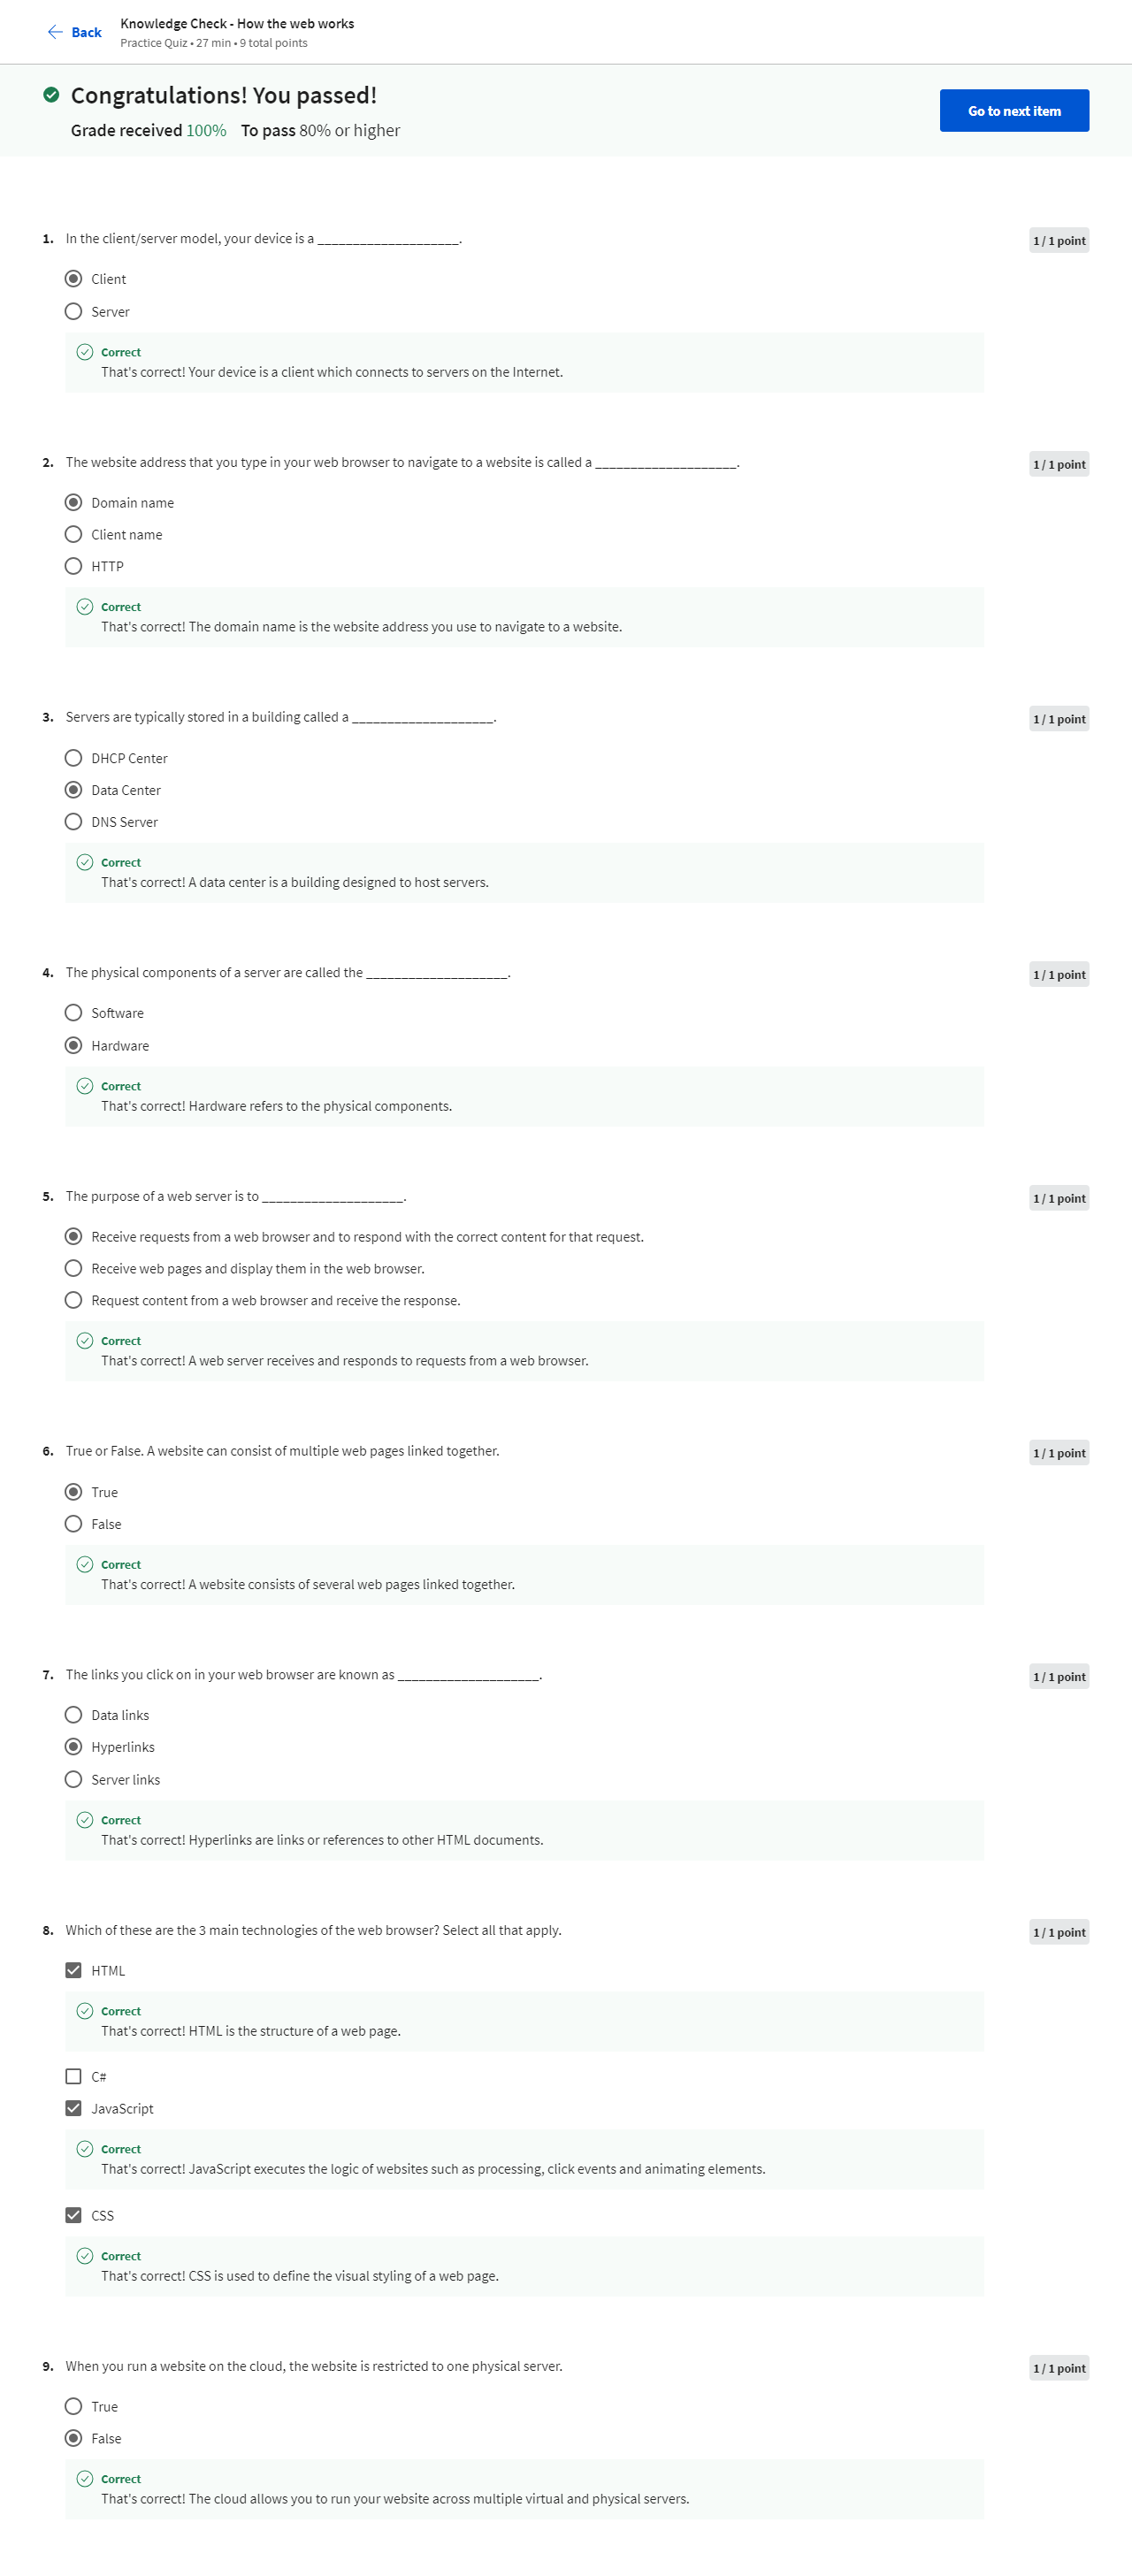 Back
Knowledge Check - How the web works
Practice Quiz • 27 min • 9 total points
Congratulations! You passed!
Grade received 100% To pass 80% or higher
Go to next item
1. In the client/server model, your device is a ____________________.
1 / 1 point
Client
Server
Correct
That's correct! Your device is a client which connects to servers on the Internet.
2. The website address that you type in your web browser to navigate to a website is called a ____________________.
1 / 1 point
Domain name
Client name
HTTP
Correct
That's correct! The domain name is the website address you use to navigate to a website.
3. Servers are typically stored in a building called a ____________________.
1 / 1 point
DHCP Center
Data Center
DNS Server
Correct
That's correct! A data center is a building designed to host servers.
4. The physical components of a server are called the ____________________.
1 / 1 point
Software
Hardware
Correct
That's correct! Hardware refers to the physical components.
5. The purpose of a web server is to ____________________.
1 / 1 point
Receive requests from a web browser and to respond with the correct content for that request.
Receive web pages and display them in the web browser.
Request content from a web browser and receive the response.
Correct
That's correct! A web server receives and responds to requests from a web browser.
6. True or False. A website can consist of multiple web pages linked together.
1 / 1 point
True
False
Correct
That's correct! A website consists of several web pages linked together.
7. The links you click on in your web browser are known as ____________________.
1 / 1 point
Data links
Hyperlinks
Server links
Correct
That's correct! Hyperlinks are links or references to other HTML documents.
8. Which of these are the 3 main technologies of the web browser? Select all that apply.
1 / 1 point
HTML
Correct
That's correct! HTML is the structure of a web page.
C#
JavaScript
Correct
That's correct! JavaScript executes the logic of websites such as processing, click events and animating elements.
CSS
Correct
That's correct! CSS is used to define the visual styling of a web page.
9. When you run a website on the cloud, the website is restricted to one physical server.
1 / 1 point
True
False
Correct
That's correct! The cloud allows you to run your website across multiple virtual and physical servers.